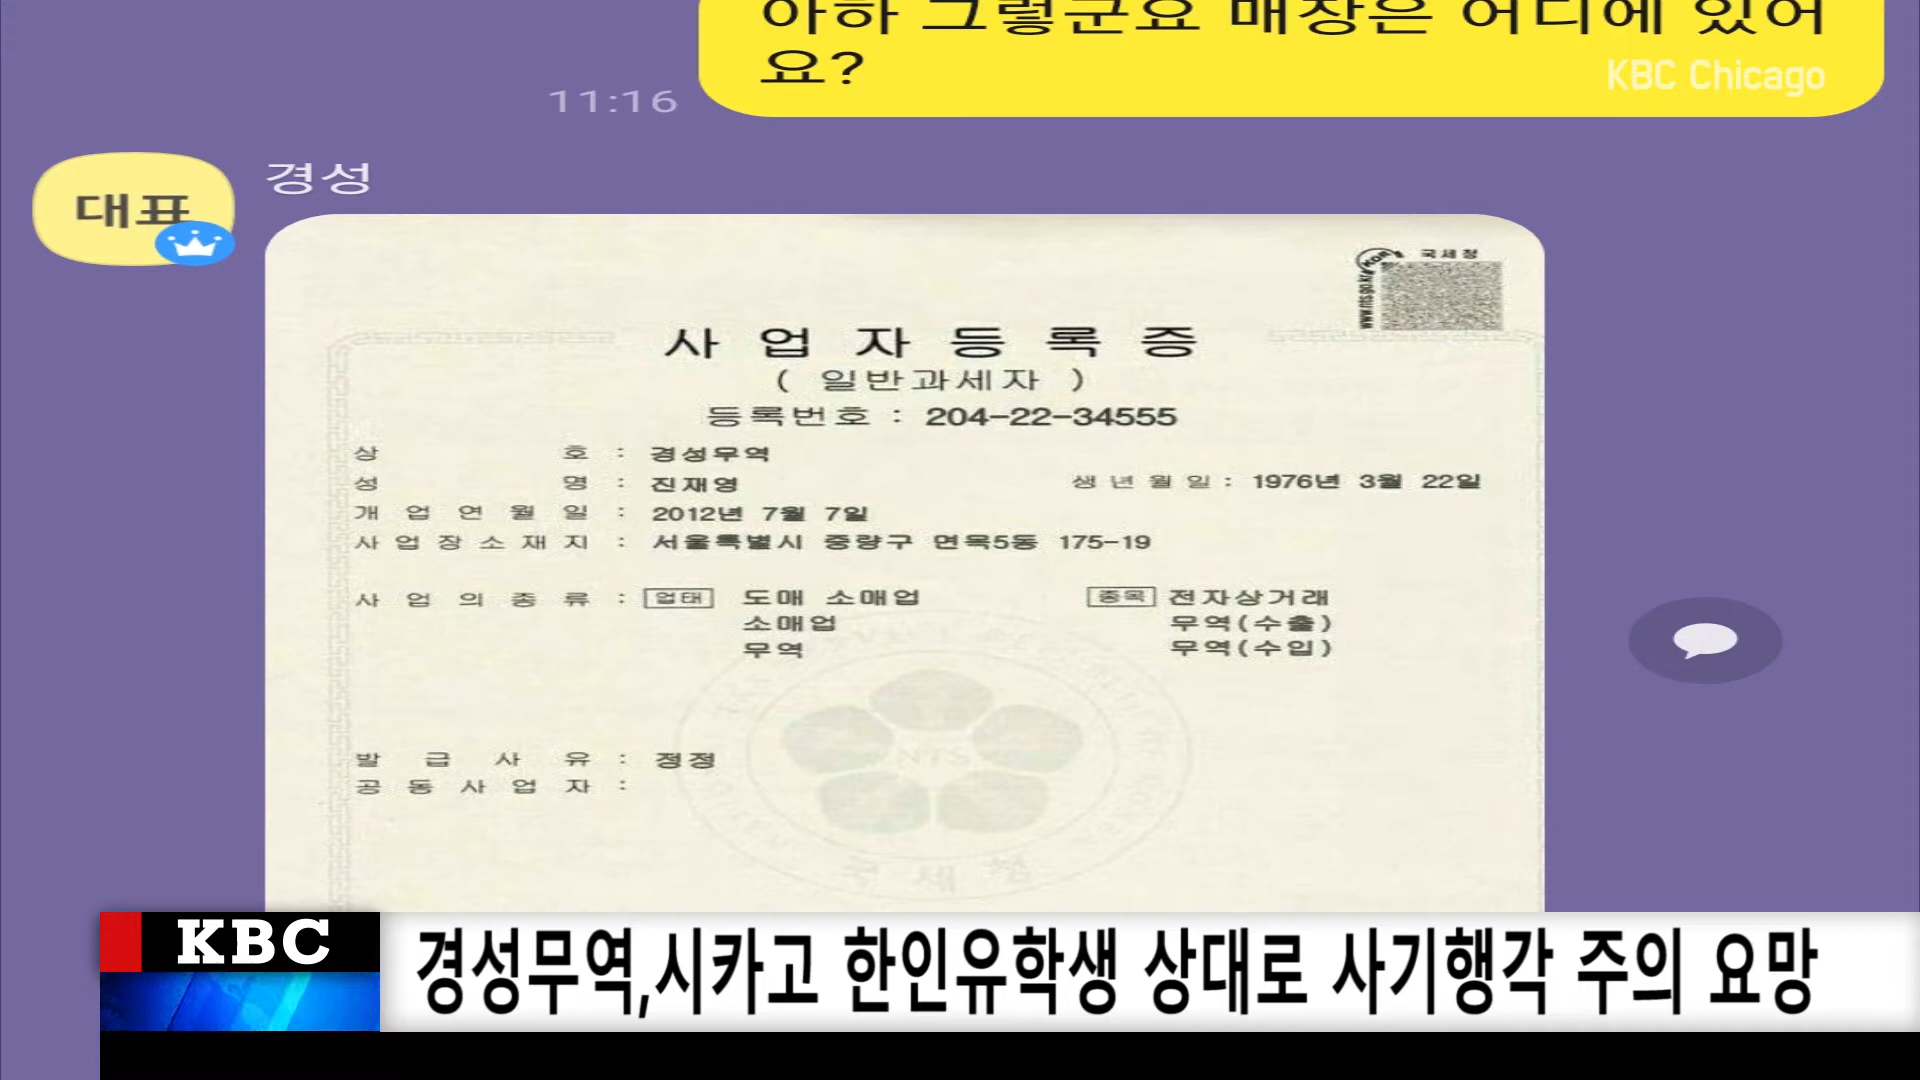 아하 그렇군요 매장은 어디에 있어
요?
KBC Chicago
11:16
대표
경성
국세청
www.nts.go.kr
사업자등록증
( 일반과세자 )
등록번호 : 204-22-34555
상 호 : 경성무역
성 명 : 진재영 생년월일 : 1976년 3월 22일
개업연월일 : 2012년 7월 7일
사업장소재지 : 서울특별시 중랑구 면목5동 175-19
사업의종류 : 업태 도매 소매업 종목 전자상거래
소매업 무역(수출)
무역 무역(수입)
NTS
발급사유 : 정정
공동사업자 :
국세청
KBC
경성무역,시카고 한인유학생 상대로 사기행각 주의 요망